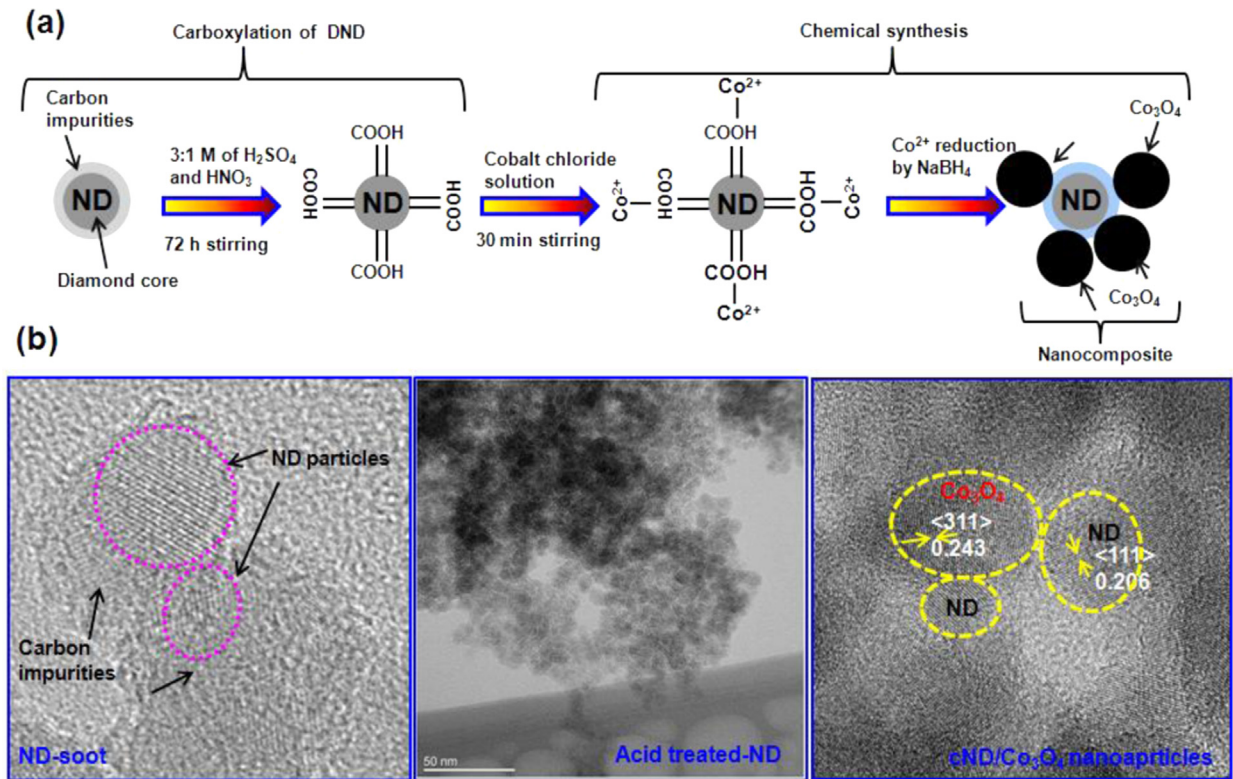 (a)
Carboxylation of DND
Chemical synthesis
Carbon
impurities
ND
Diamond core
3:1 M of H₂SO₄
and HNO₃
72 h stirring
COOH
COOH
ND
HOOC
COOH
Cobalt chloride
solution
30 min stirring
Co²⁺
COOH
Co²⁺
COOH
ND
COOH
Co²⁺
COOH
Co²⁺
Co²⁺ reduction
by NaBH₄
Co₃O₄
ND
Co₃O₄
Nanocomposite
(b)
ND particles
Carbon
impurities
ND-soot
50 nm
Acid treated-ND
Co₃O₄
<311>
0.243
ND
<111>
0.206
ND
cND/Co₃O₄ nanoaprticles